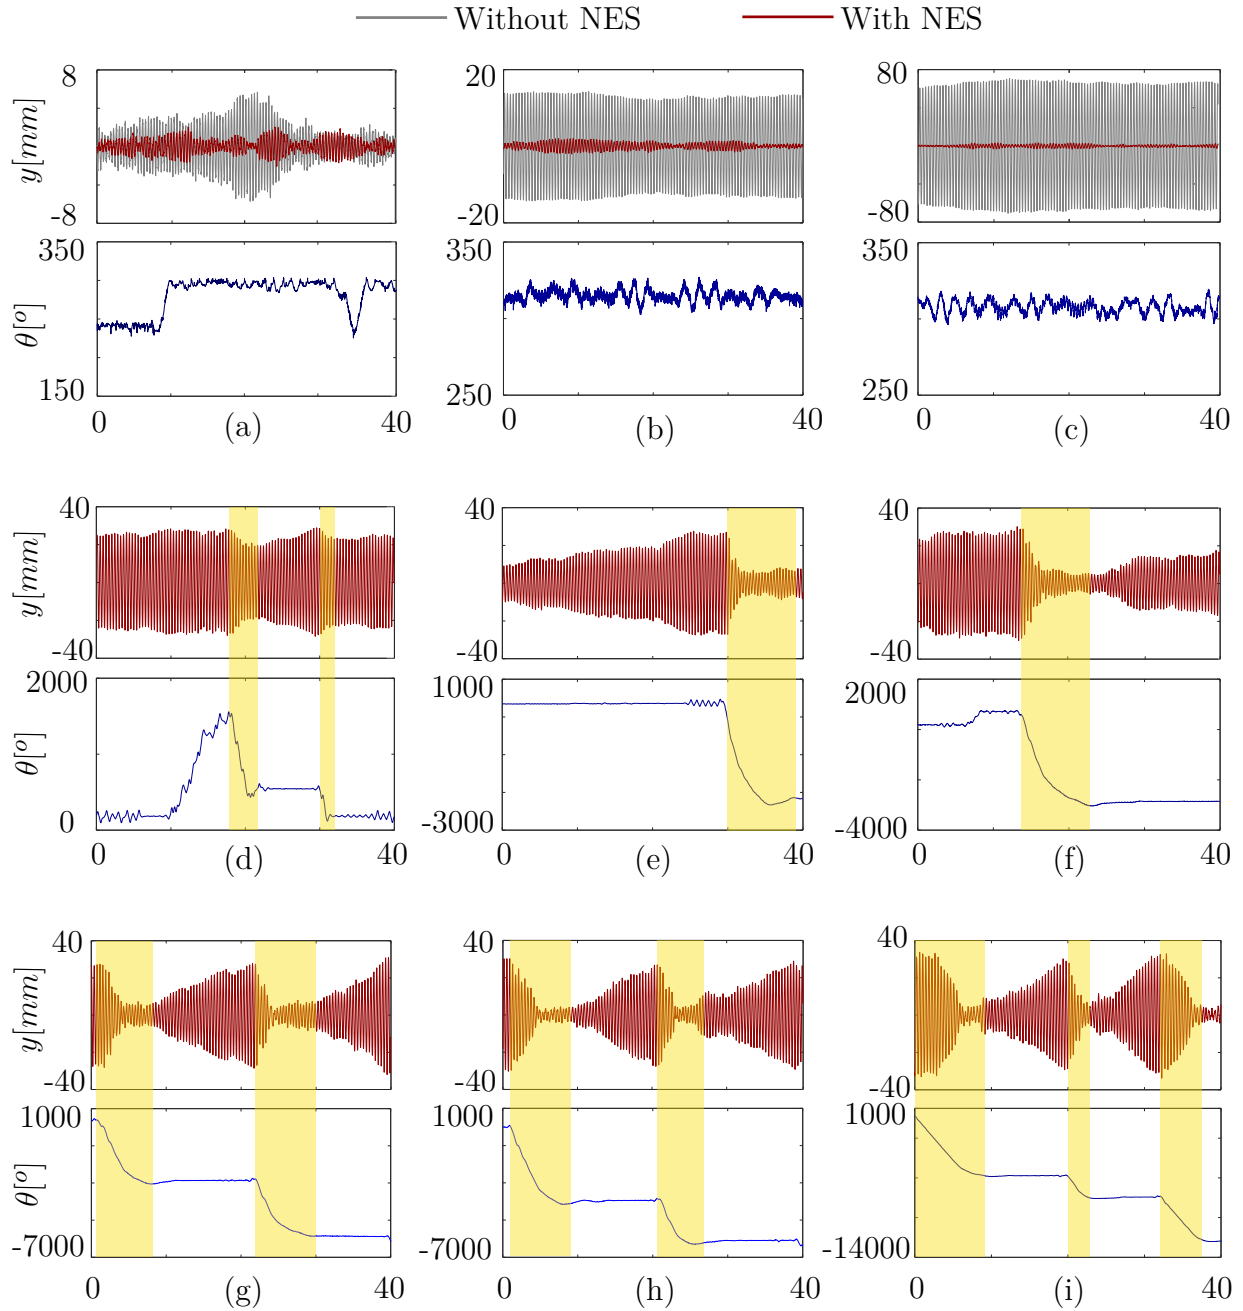 Without NES With NES
8 20 80
y[mm]
-8 -20 -80
350 350 350
θ[o]
150 250 250
0 40 0 40 0 40
(a) (b) (c)
40 40 40
y[mm]
-40 -40 -40
2000 1000 2000
θ[o]
0 -3000 -4000
0 40 0 40 0 40
(d) (e) (f)
40 40 40
y[mm]
-40 -40 -40
1000 1000 1000
θ[o]
-7000 -7000 -14000
0 40 0 40 0 40
(g) (h) (i)